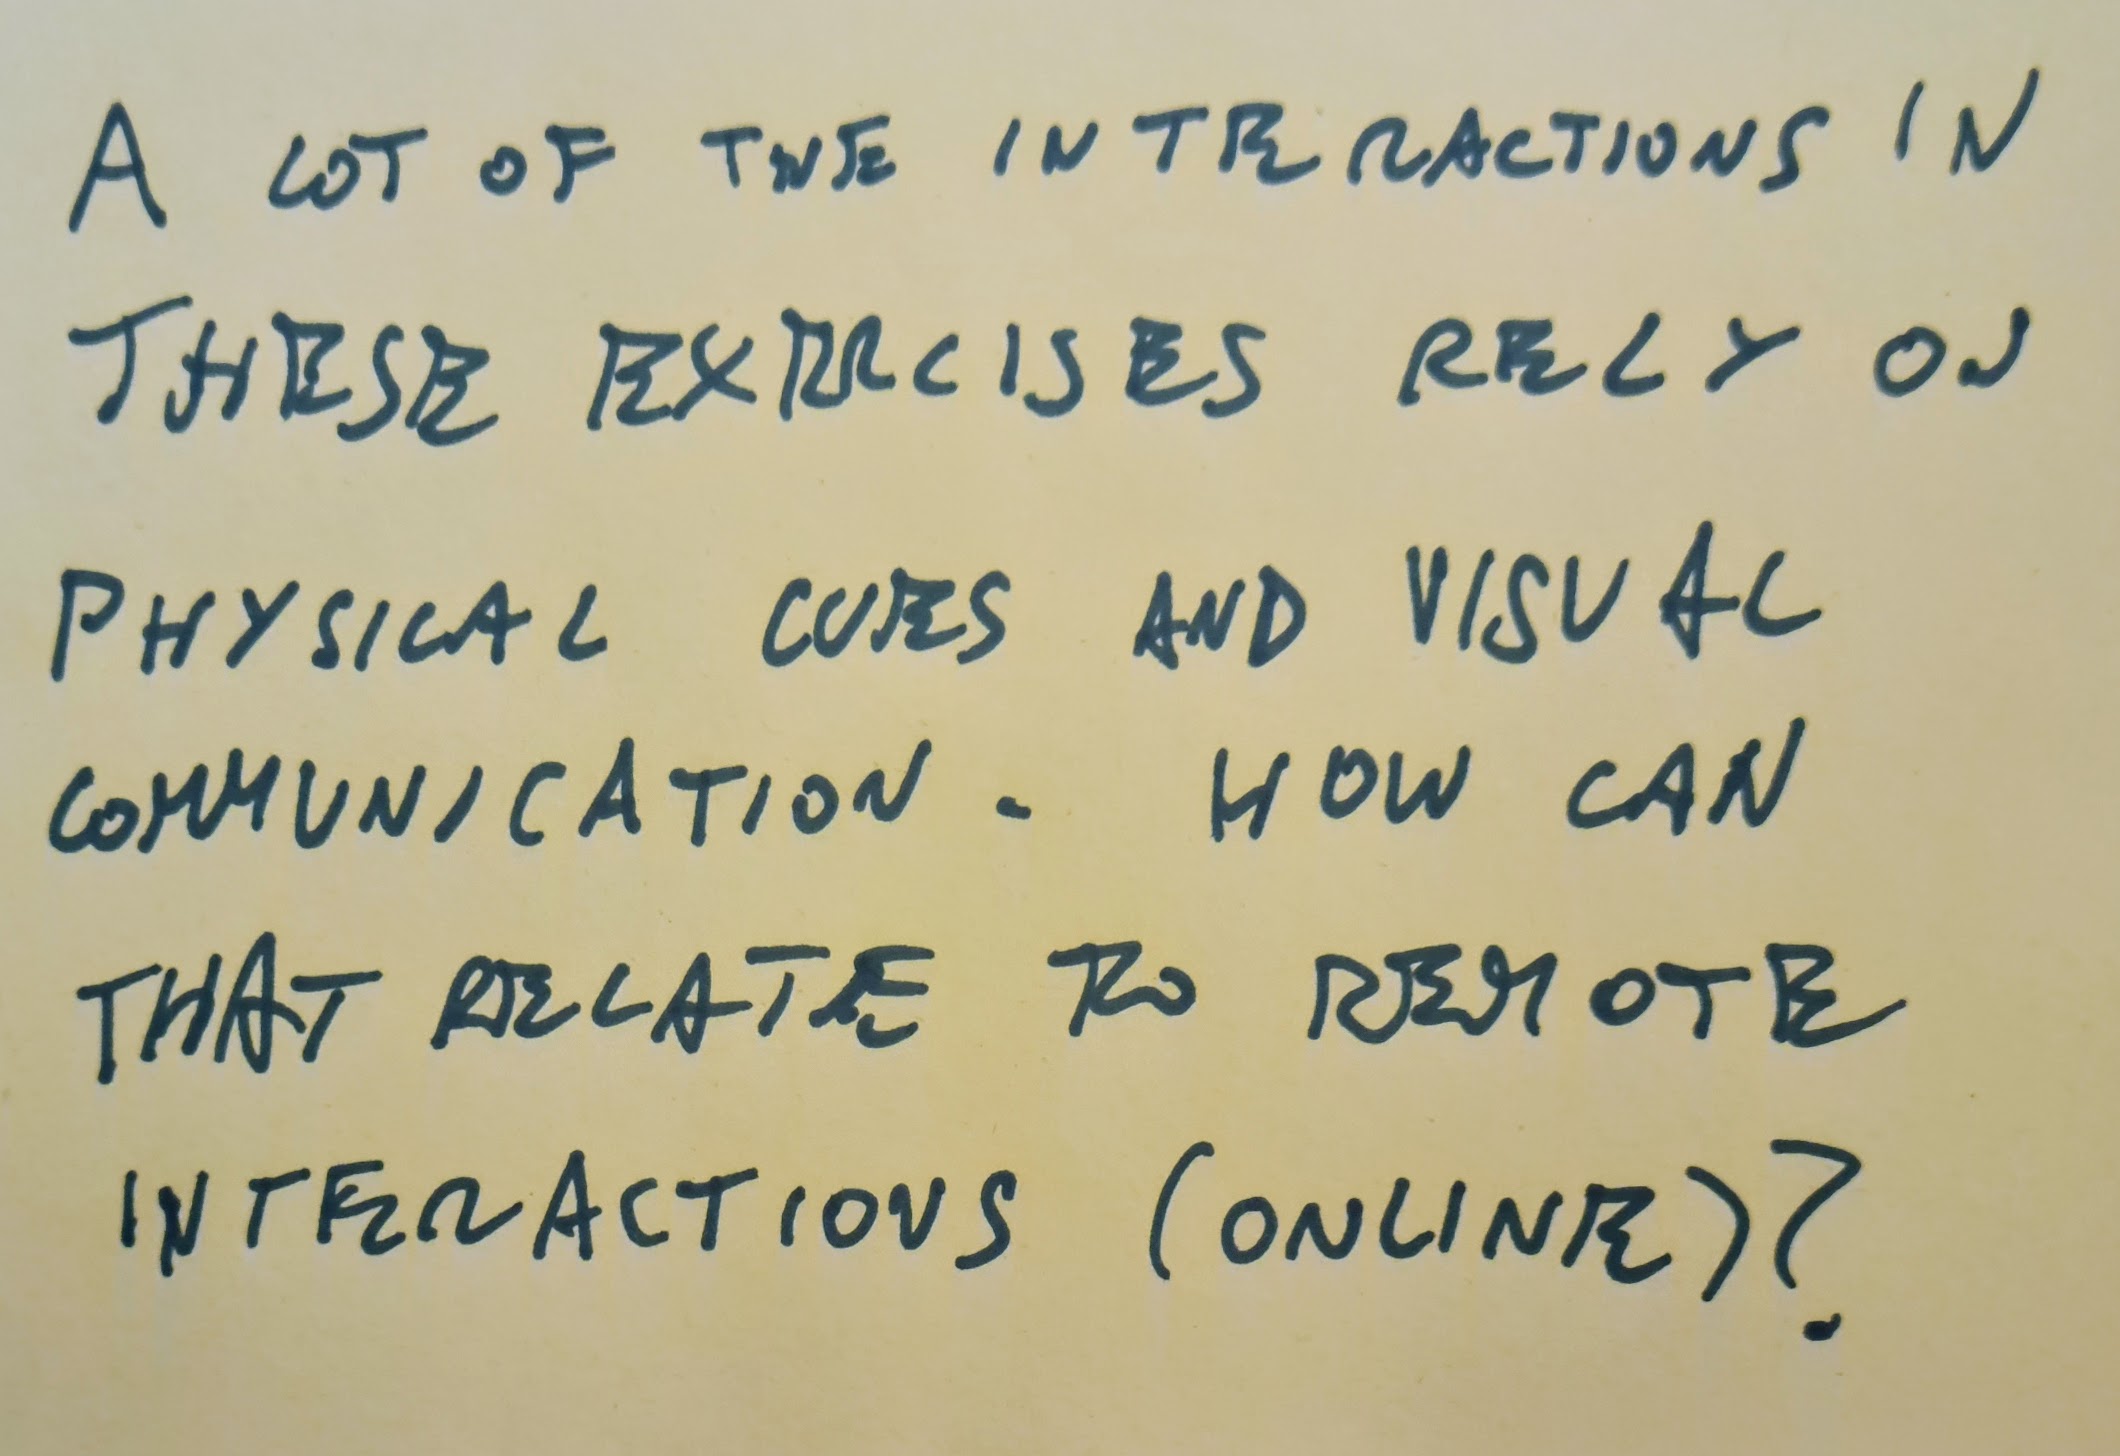 A LOT OF THE INTERACTIONS IN
THESE EXERCISES RELY ON
PHYSICAL CUES AND VISUAL
COMMUNICATION. HOW CAN
THAT RELATE TO REMOTE
INTERACTIONS (ONLINE)?